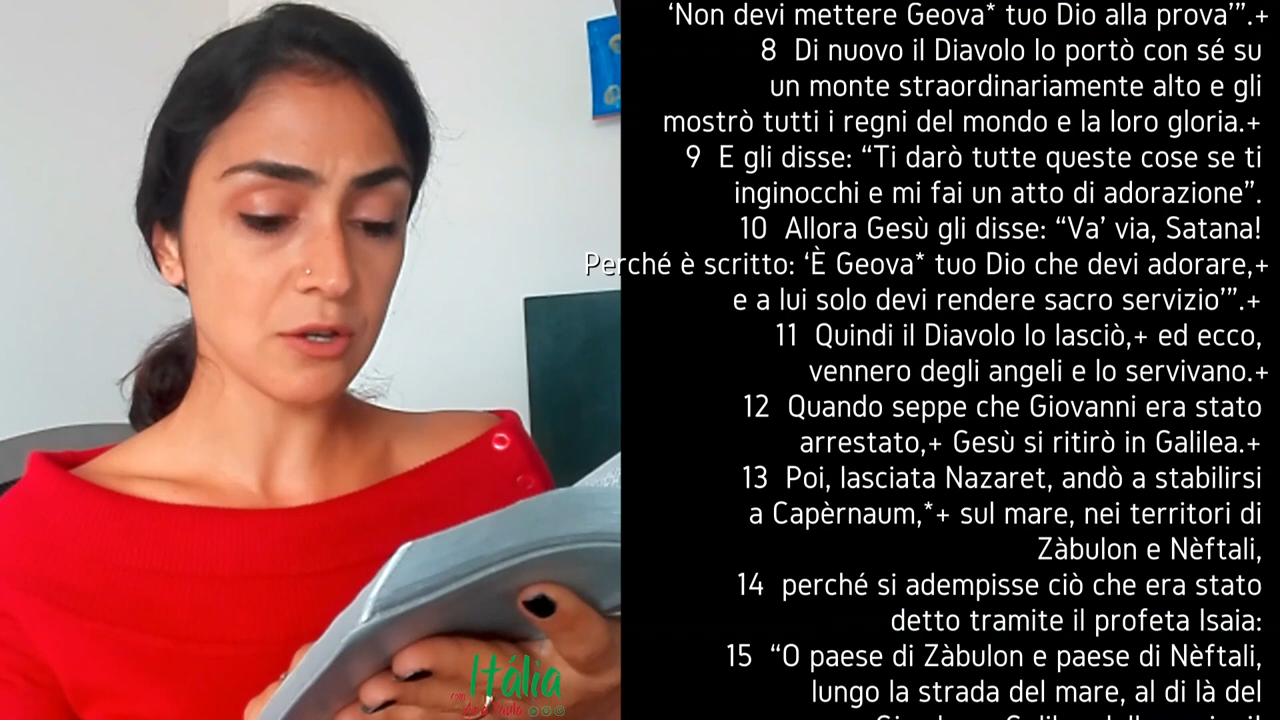 ‘Non devi mettere Geova* tuo Dio alla prova’”.+
8 Di nuovo il Diavolo lo portò con sé su
un monte straordinariamente alto e gli
mostrò tutti i regni del mondo e la loro gloria.+
9 E gli disse: “Ti darò tutte queste cose se ti
inginocchi e mi fai un atto di adorazione”.
10 Allora Gesù gli disse: “Va’ via, Satana!
Perché è scritto: ‘È Geova* tuo Dio che devi adorare,+
e a lui solo devi rendere sacro servizio’”.+
11 Quindi il Diavolo lo lasciò,+ ed ecco,
vennero degli angeli e lo servivano.+
12 Quando seppe che Giovanni era stato
arrestato,+ Gesù si ritirò in Galilea.+
13 Poi, lasciata Nazaret, andò a stabilirsi
a Capèrnaum,*+ sul mare, nei territori di
Zàbulon e Nèftali,
14 perché si adempisse ciò che era stato
detto tramite il profeta Isaia:
15 “O paese di Zàbulon e paese di Nèftali,
lungo la strada del mare, al di là del
Itália
com
Ana Paula